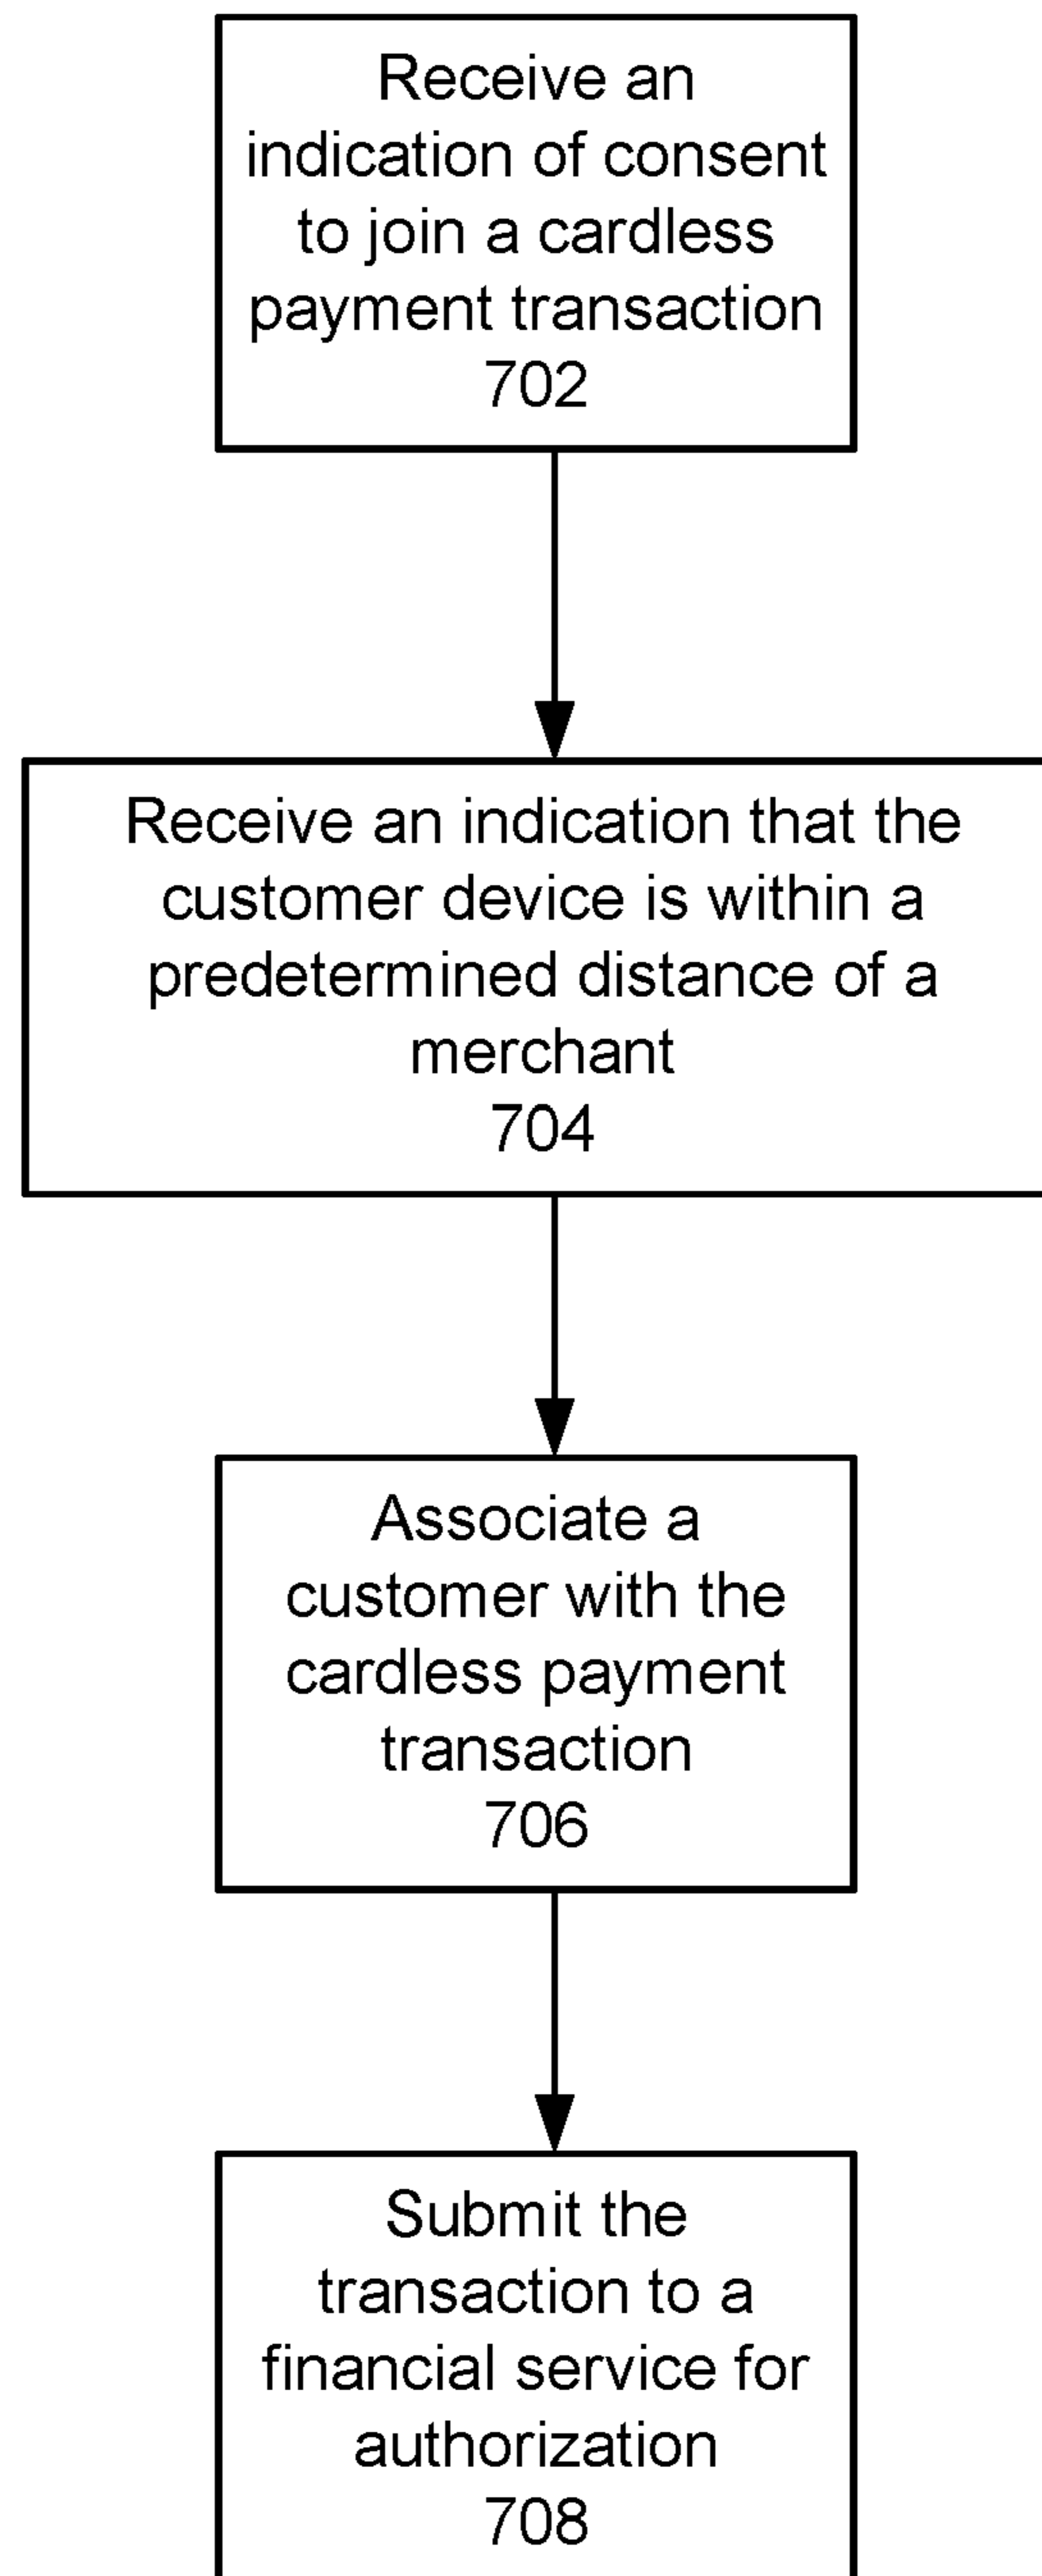 Receive an
indication of consent
to join a cardless
payment transaction
702
Receive an indication that the
customer device is within a
predetermined distance of a
merchant
704
Associate a
customer with the
cardless payment
transaction
706
Submit the
transaction to a
financial service for
authorization
708